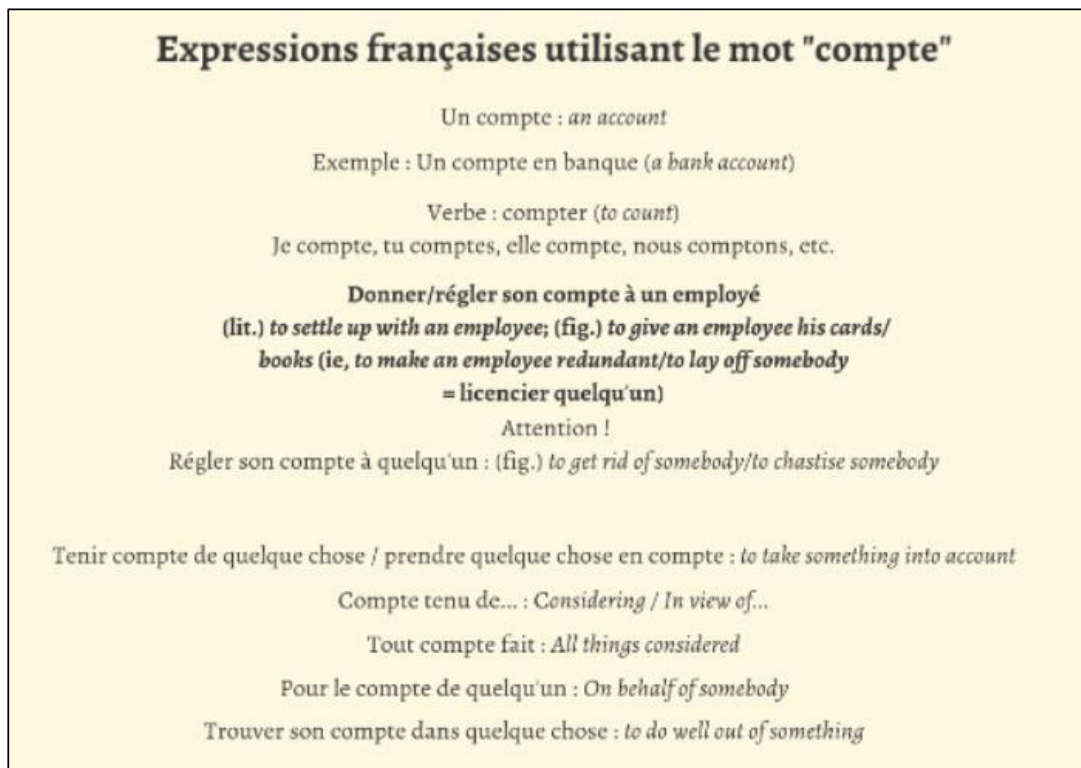 Expressions françaises utilisant le mot "compte"
Un compte : an account
Exemple : Un compte en banque (a bank account)
Verbe : compter (to count)
Je compte, tu comptes, elle compte, nous comptons, etc.
Donner/régler son compte à un employé
(lit.) to settle up with an employee; (fig.) to give an employee his cards/
books (ie, to make an employee redundant/to lay off somebody
= licencier quelqu'un)
Attention !
Régler son compte à quelqu'un : (fig.) to get rid of somebody/to chastise somebody
Tenir compte de quelque chose / prendre quelque chose en compte : to take something into account
Compte tenu de... : Considering / In view of...
Tout compte fait : All things considered
Pour le compte de quelqu'un : On behalf of somebody
Trouver son compte dans quelque chose : to do well out of something